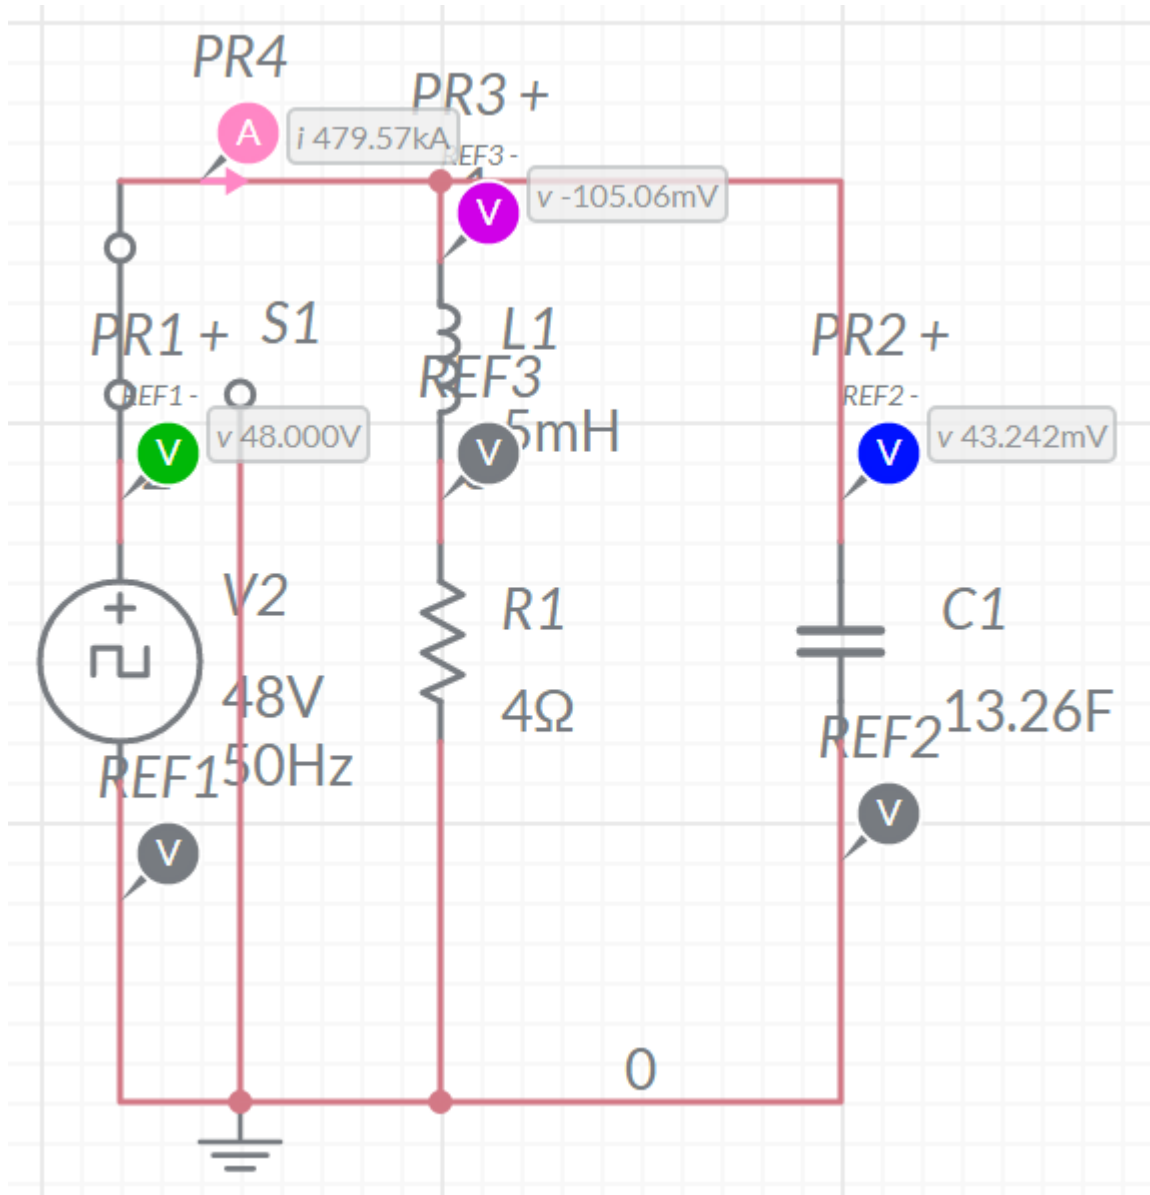 PR4
A
i 479.57kA
PR3 +
REF3 -
V
v -105.06mV
PR1 +
S1
L1
PR2 +
REF1 -
REF3
REF2 -
v 48.000V
5mH
v 43.242mV
V
V
V
V2
R1
C1
48V
4Ω
13.26F
REF2
REF1
50Hz
V
V
0